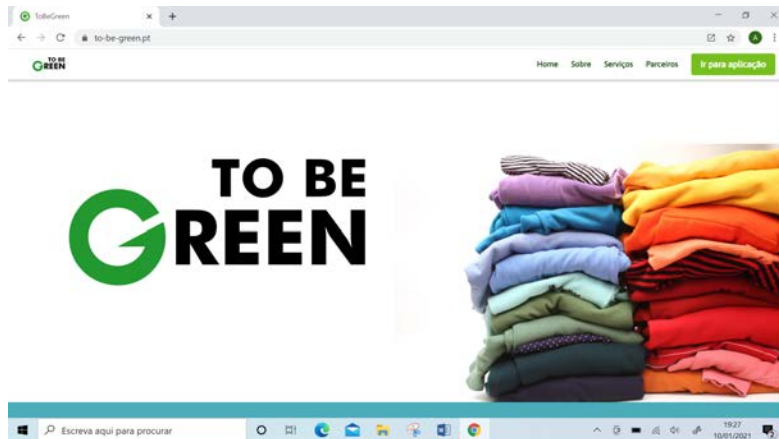 ToBeGreen
to-be-green.pt
A
TO BE
GREEN
Home Sobre Serviços Parceiros Ir para aplicação
TO BE
GREEN
Escreva aqui para procurar
19:27
10/01/2021